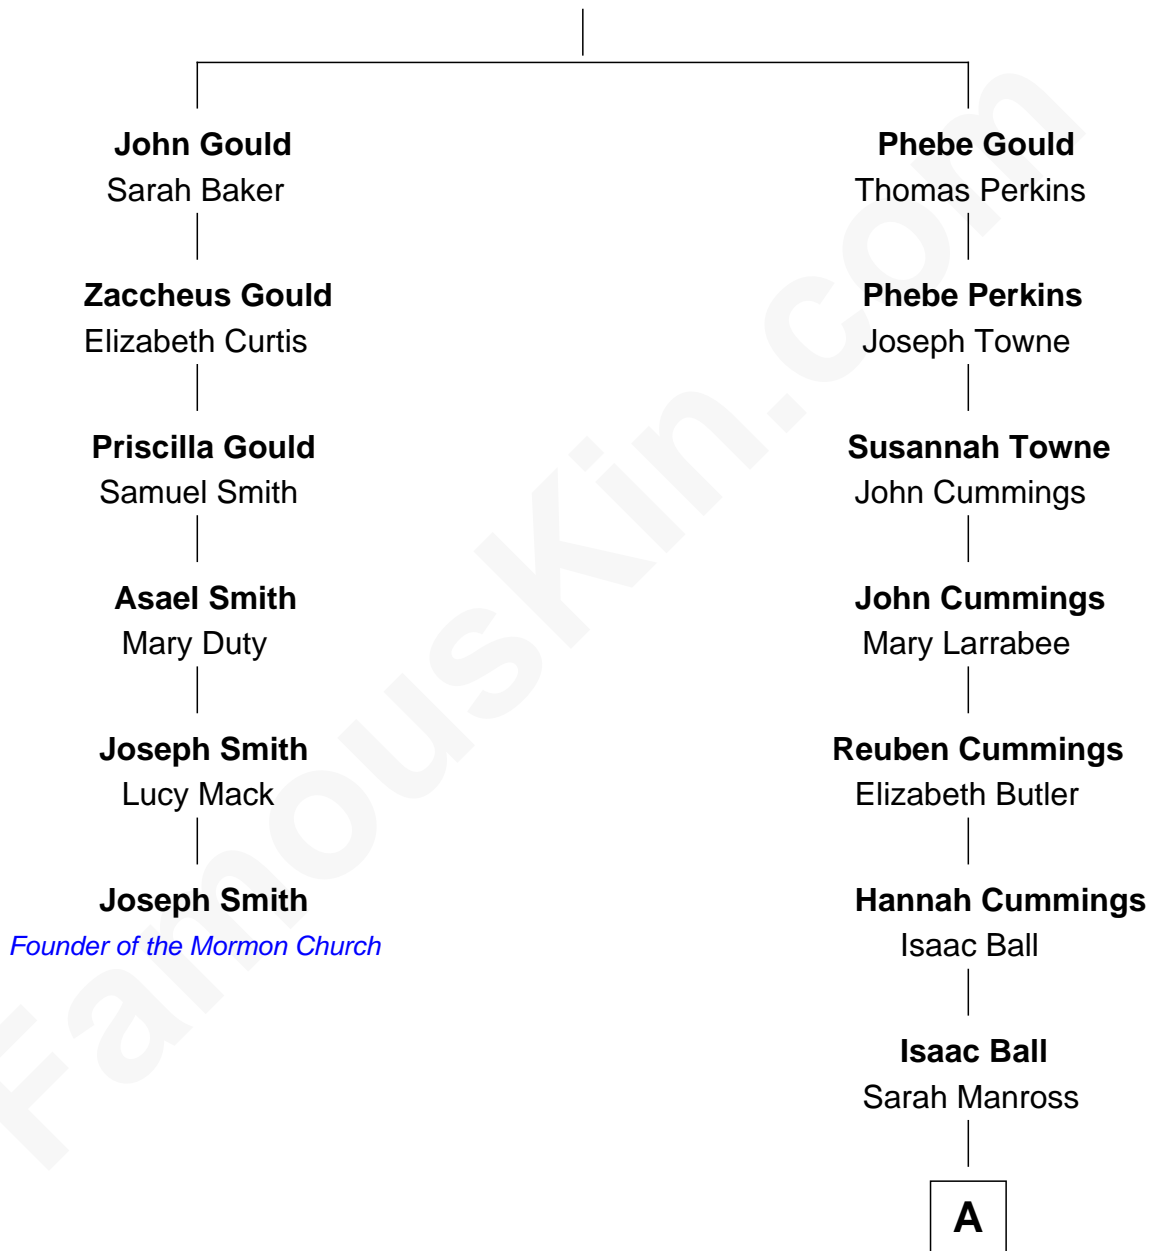 John Gould
Sarah Baker
Zaccheus Gould
Elizabeth Curtis
Priscilla Gould
Samuel Smith
Asael Smith
Mary Duty
Joseph Smith
Lucy Mack
Joseph Smith
Founder of the Mormon Church
Phebe Gould
Thomas Perkins
Phebe Perkins
Joseph Towne
Susannah Towne
John Cummings
John Cummings
Mary Larrabee
Reuben Cummings
Elizabeth Butler
Hannah Cummings
Isaac Ball
Isaac Ball
Sarah Manross
A
FamousKin.com